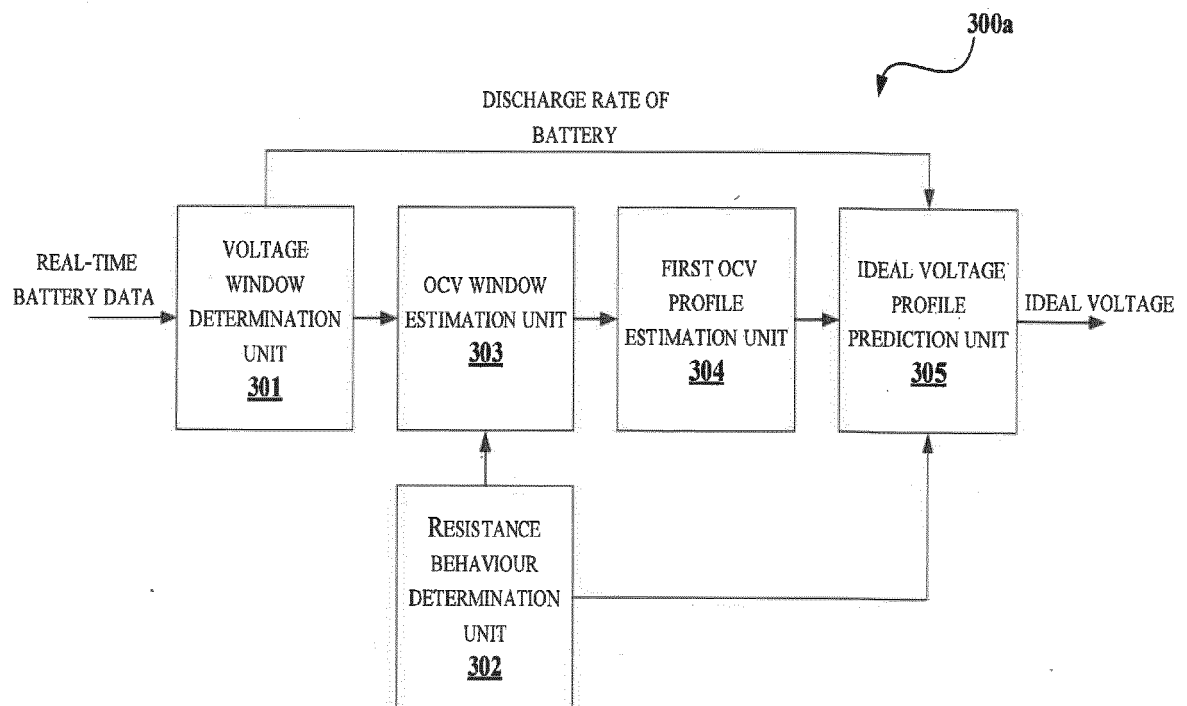 300a
DISCHARGE RATE OF
BATTERY
REAL-TIME
BATTERY DATA
VOLTAGE
WINDOW
DETERMINATION
UNIT
301
OCV WINDOW
ESTIMATION UNIT
303
FIRST OCV
PROFILE
ESTIMATION UNIT
304
IDEAL VOLTAGE
PROFILE
PREDICTION UNIT
305
IDEAL VOLTAGE
RESISTANCE
BEHAVIOUR
DETERMINATION
UNIT
302